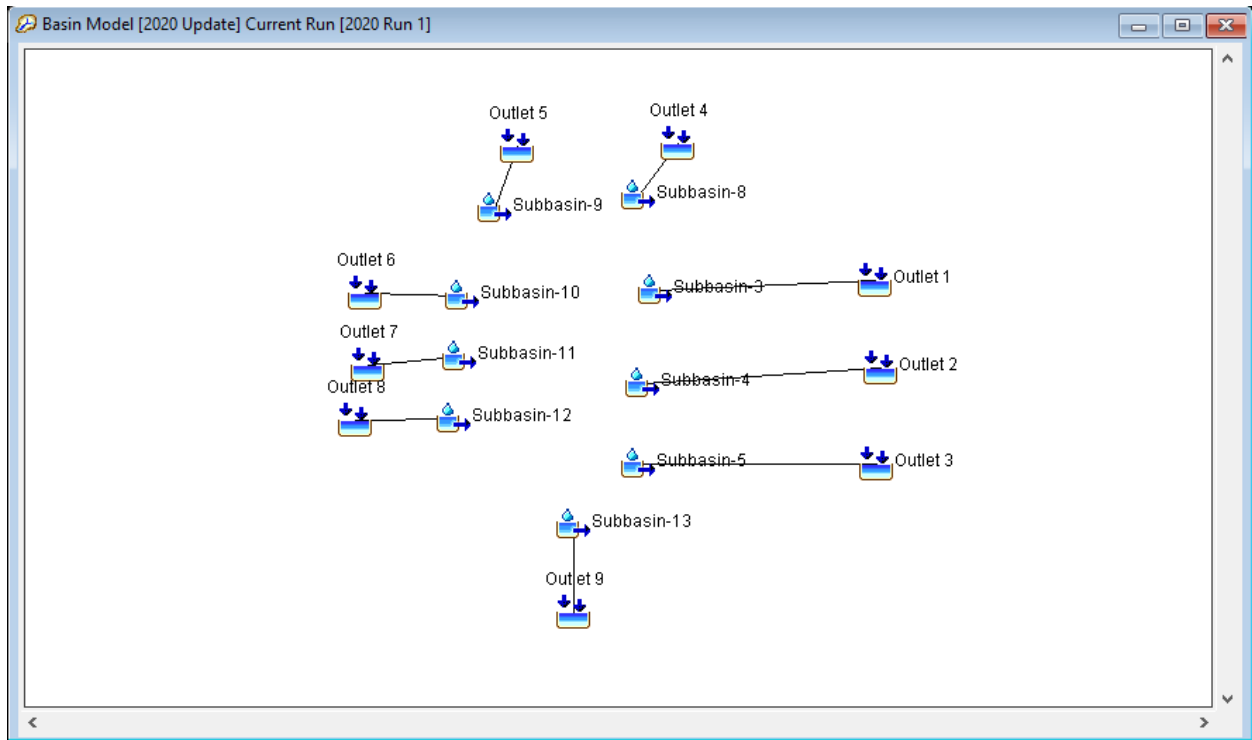 Basin Model [2020 Update] Current Run [2020 Run 1]
Outlet 5
Outlet 4
Subbasin-9
Subbasin-8
Outlet 6
Subbasin-10
Subbasin-3
Outlet 1
Outlet 7
Subbasin-11
Outlet 8
Subbasin-4
Outlet 2
Subbasin-12
Subbasin-5
Outlet 3
Subbasin-13
Outlet 9